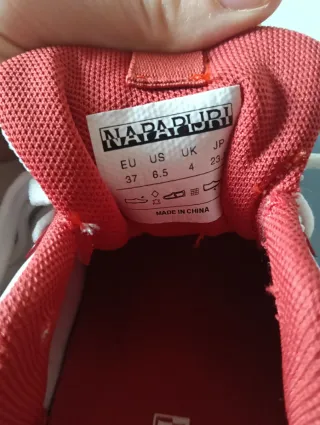 NAPAPIJRI
EU US UK JP
37 6.5 4 23
MADE IN CHINA